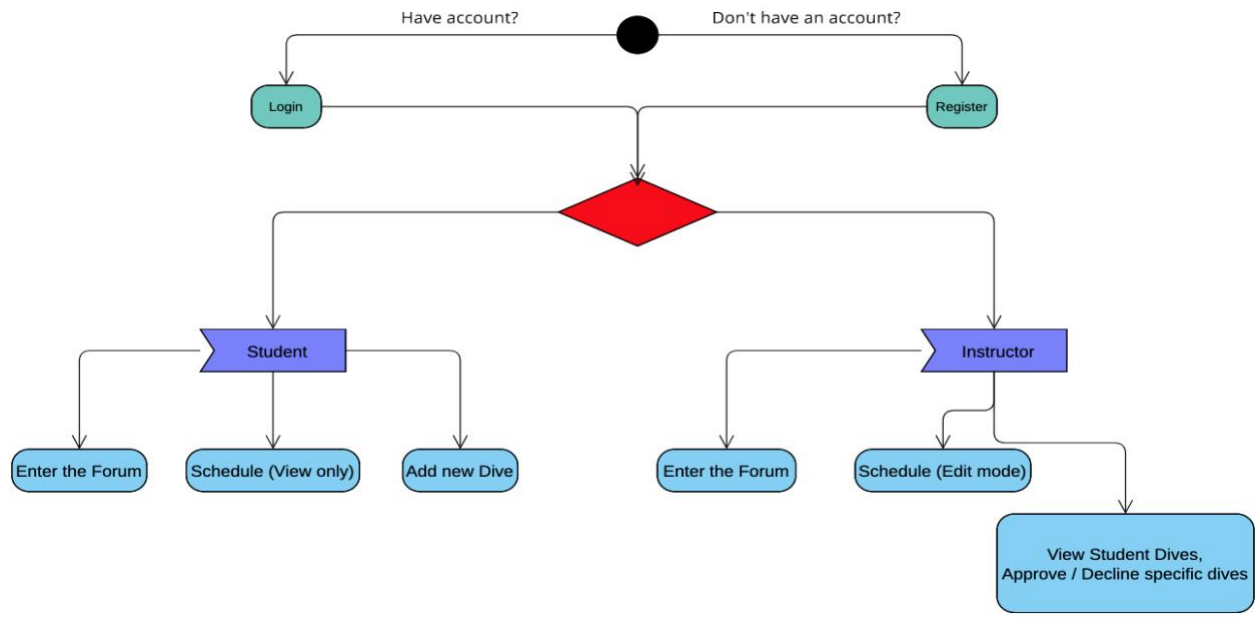 Have account?
Don't have an account?
Login
Register
Student
Instructor
Enter the Forum
Schedule (View only)
Add new Dive
Enter the Forum
Schedule (Edit mode)
View Student Dives,
Approve / Decline specific dives